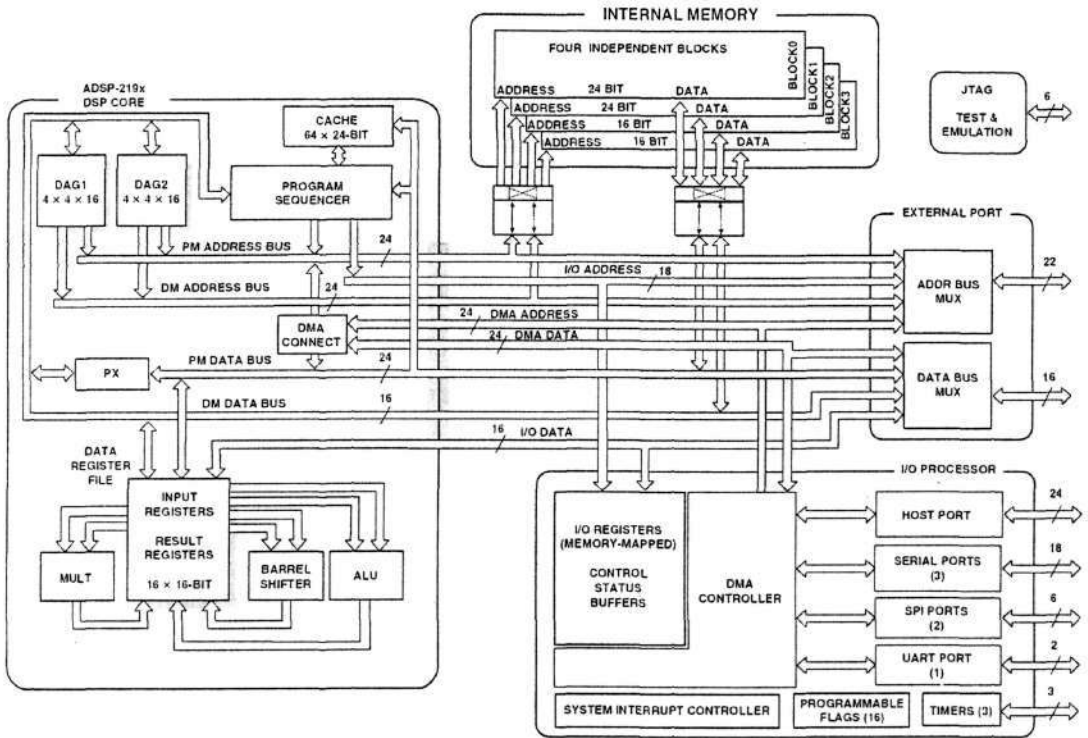 INTERNAL MEMORY
FOUR INDEPENDENT BLOCKS
BLOCK0
BLOCK1
BLOCK2
BLOCK3
ADDRESS 24 BIT DATA
ADDRESS 24 BIT DATA
ADDRESS 16 BIT DATA
ADDRESS 16 BIT DATA
JTAG
TEST &
EMULATION
6
ADSP-219x
DSP CORE
CACHE
64 × 24-BIT
DAG1
4 × 4 × 16
DAG2
4 × 4 × 16
PROGRAM
SEQUENCER
PM ADDRESS BUS
24
I/O ADDRESS
18
DM ADDRESS BUS
24
24
DMA ADDRESS
DMA
CONNECT
24
DMA DATA
PM DATA BUS
24
PX
DM DATA BUS
16
16
I/O DATA
EXTERNAL PORT
ADDR BUS
MUX
22
DATA BUS
MUX
16
DATA
REGISTER
FILE
INPUT
REGISTERS
RESULT
REGISTERS
16 × 16-BIT
MULT
BARREL
SHIFTER
ALU
I/O PROCESSOR
I/O REGISTERS
(MEMORY-MAPPED)
CONTROL
STATUS
BUFFERS
DMA
CONTROLLER
HOST PORT
24
SERIAL PORTS
(3)
18
SPI PORTS
(2)
6
UART PORT
(1)
2
SYSTEM INTERRUPT CONTROLLER
PROGRAMMABLE
FLAGS (16)
TIMERS (3)
3